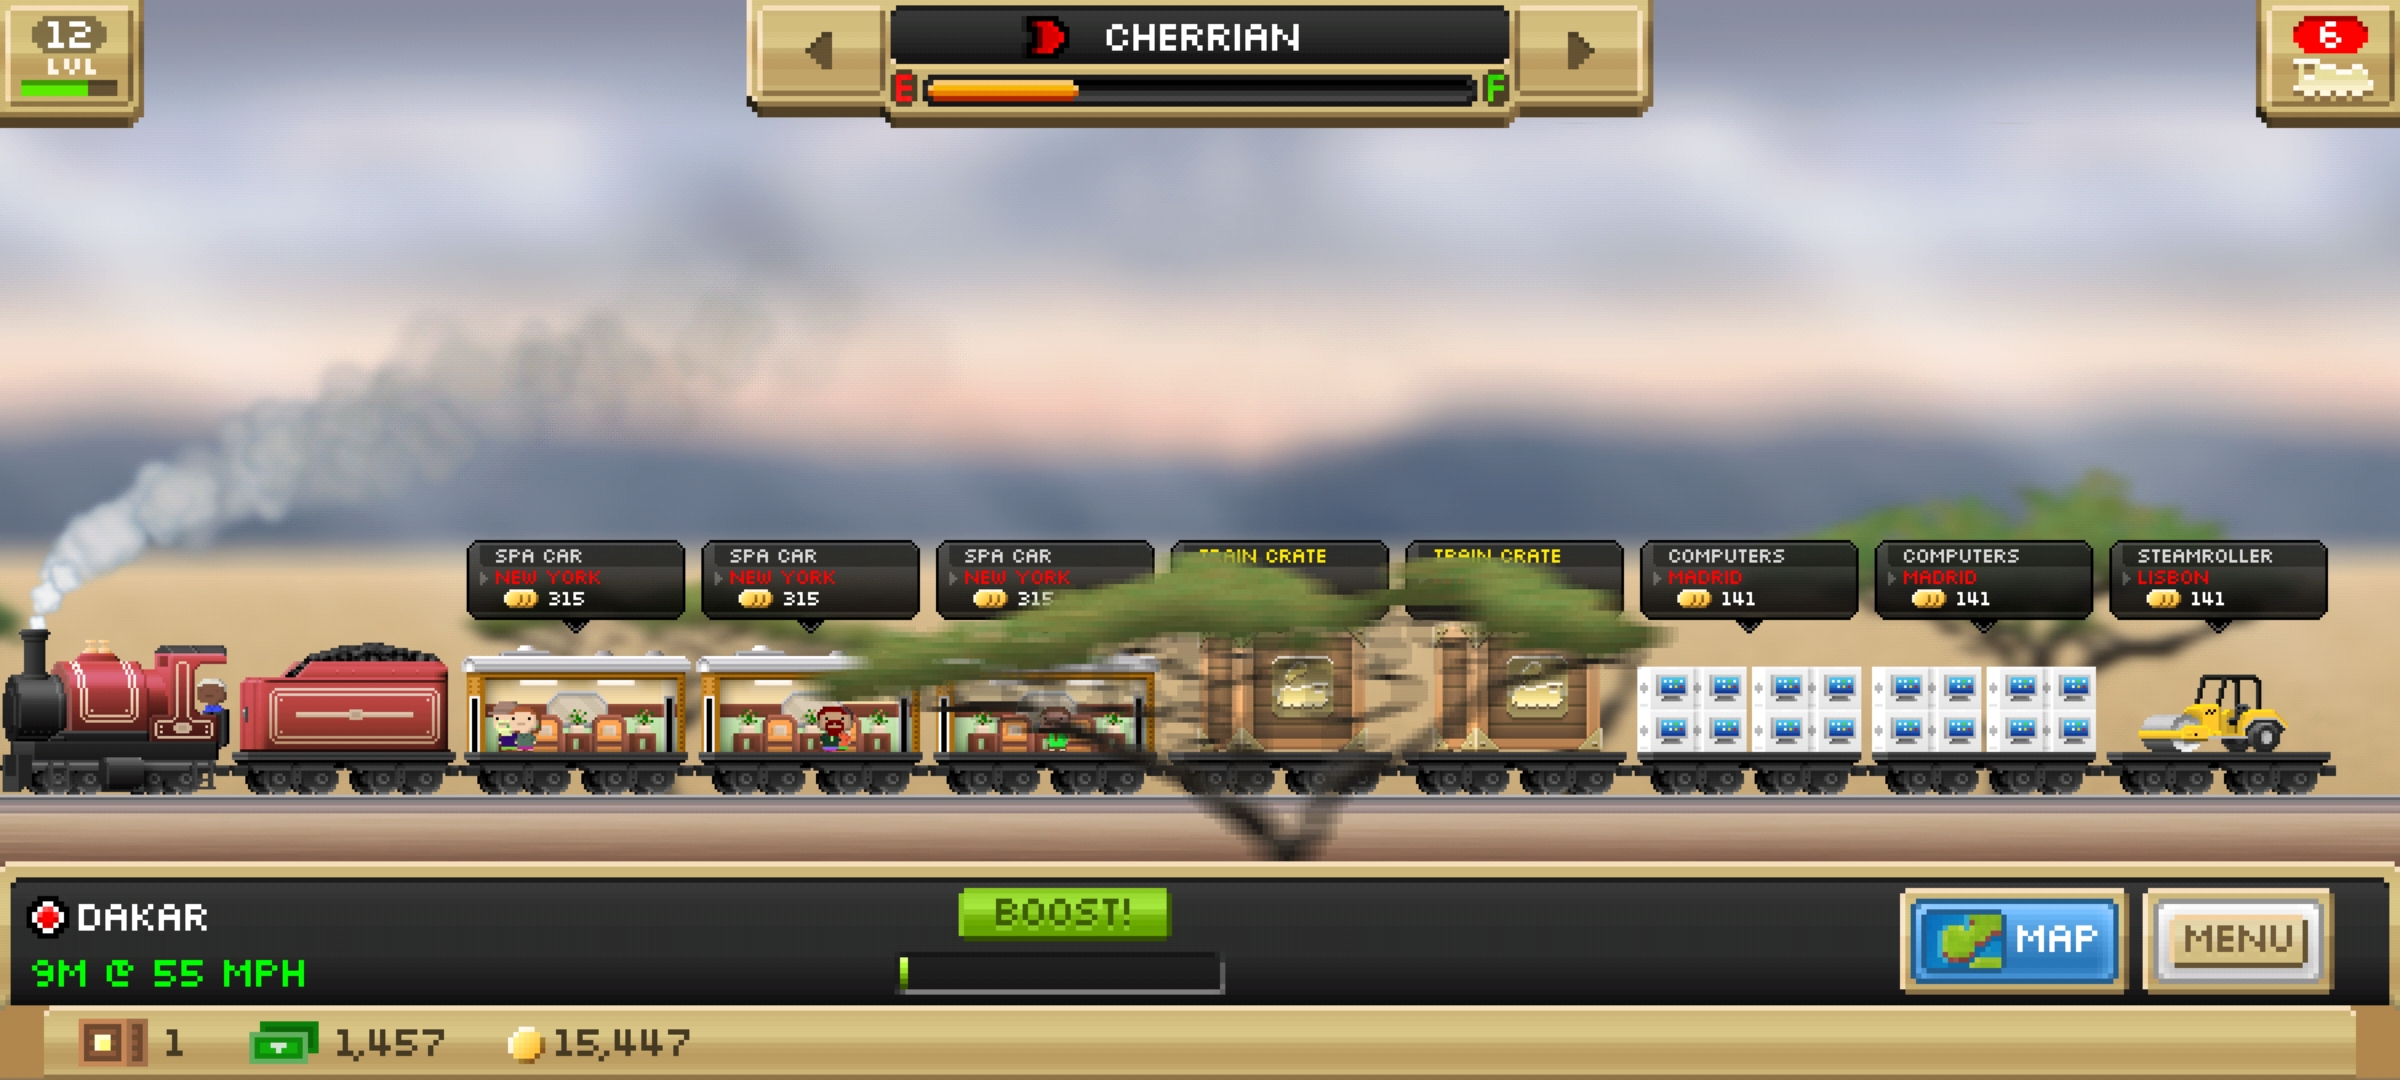 12
LVL
CHERRIAN
E
F
6
SPA CAR
NEW YORK
315
SPA CAR
NEW YORK
315
SPA CAR
NEW YORK
315
TRAIN CRATE
TRAIN CRATE
COMPUTERS
MADRID
141
COMPUTERS
MADRID
141
STEAMROLLER
LISBON
141
DAKAR
9M @ 55 MPH
BOOST!
MAP
MENU
1
1,457
15,447